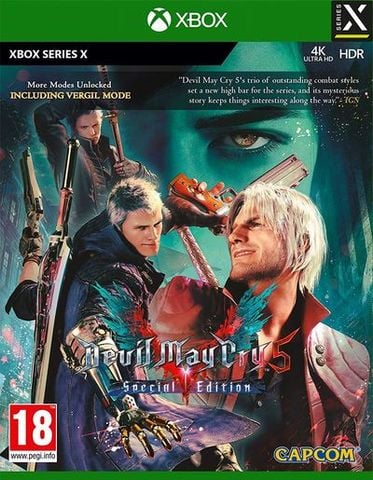 XBOX
SERIES X
XBOX SERIES X
4K
ULTRA HD
HDR
More Modes Unlocked
INCLUDING VERGIL MODE
"Devil May Cry 5's trio of outstanding combat styles
set a new high bar for the series, and its mysterious
story keeps things interesting along the way." - IGN
Devil May Cry 5
Special Edition
18
www.pegi.info
CAPCOM